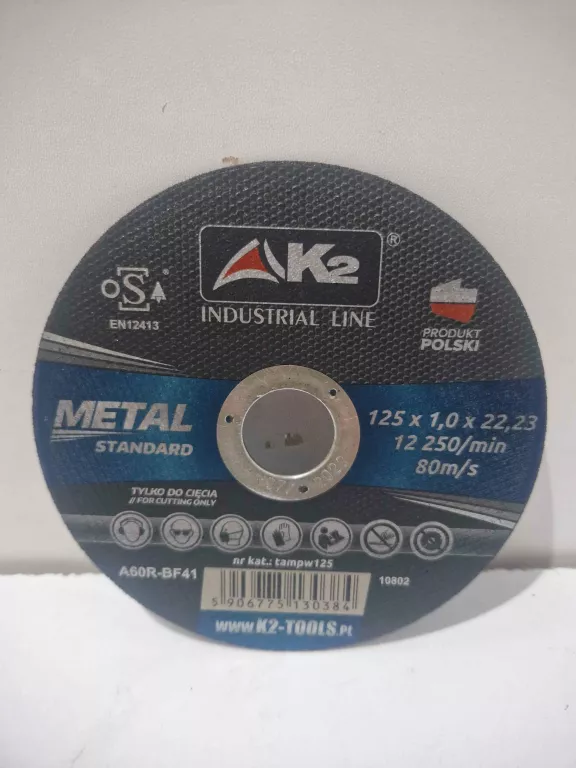 K2
®
INDUSTRIAL LINE
oS
EN12413
PRODUKT
POLSKI
METAL
STANDARD
125 x 1,0 x 22,23
12 250/min
80m/s
TYLKO DO CIĘCIA
// FOR CUTTING ONLY
nr kat.: tampw125
A60R-BF41
10802
5 906775 130384
www.K2-TOOLS.PL